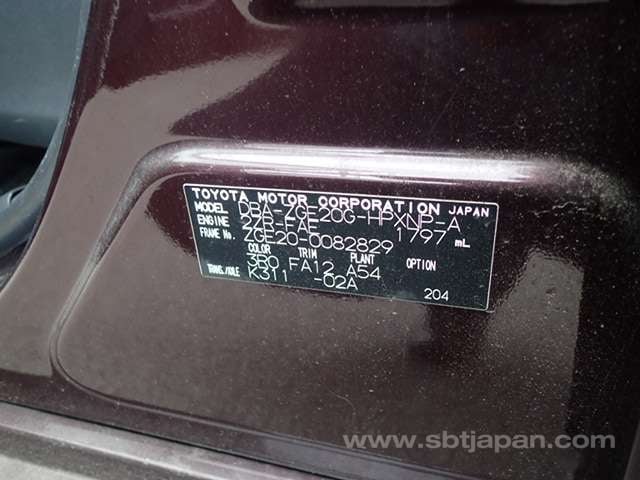 TOYOTA MOTOR CORPORATION JAPAN
MODEL DBA-ZGE20G-HPXNP-A
ENGINE 2ZR-FAE 1797 mL
FRAME No. ZGE20-0082829
COLOR TRIM PLANT OPTION
3R0 FA12 A54
TRANS./AXLE K311 -02A
204
www.sbtjapan.com